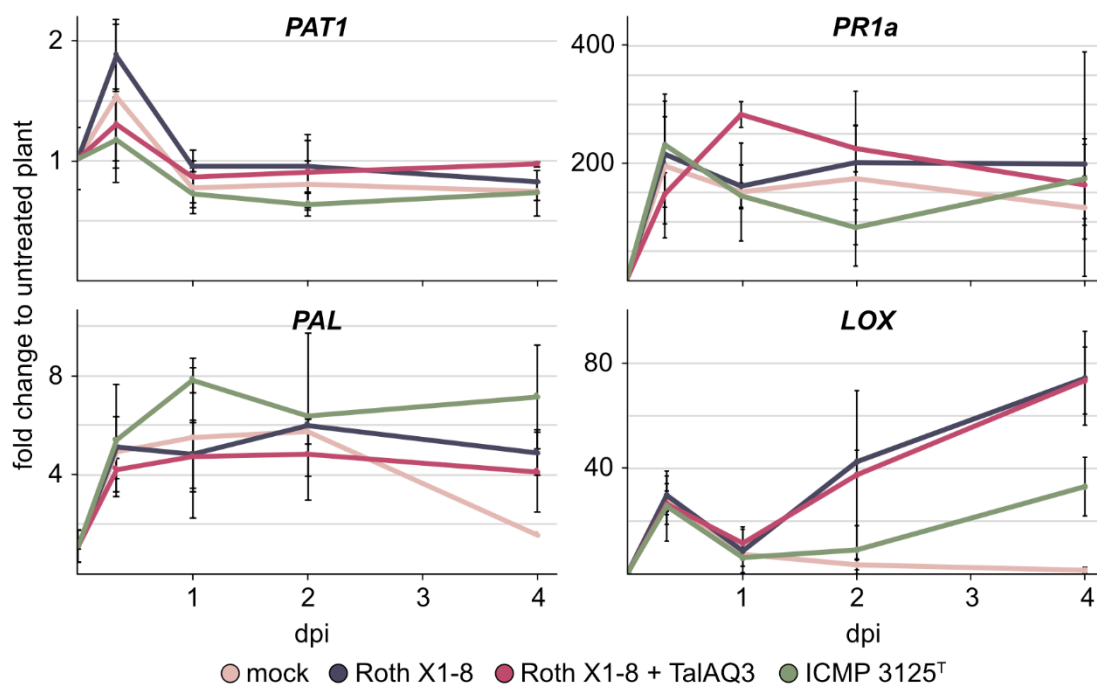 PAT1
PR1a
2
1
400
200
fold change to untreated plant
PAL
LOX
8
4
80
40
1 2 3 4
1 2 3 4
dpi
dpi
mock Roth X1-8 Roth X1-8 + TalAQ3 ICMP 3125ᵀ